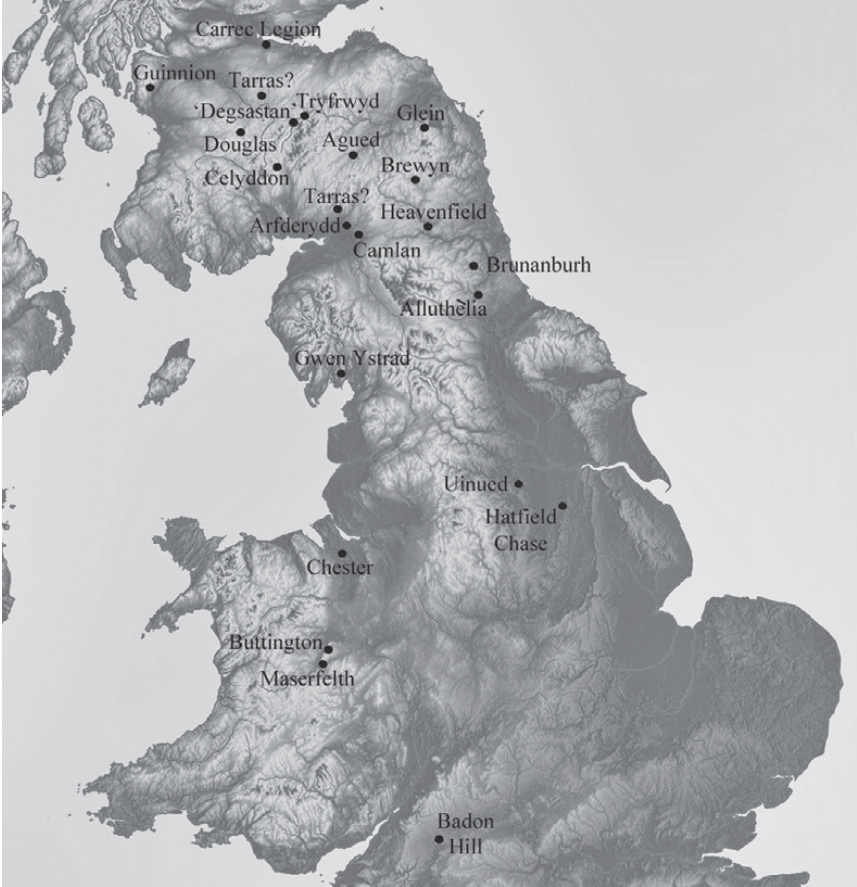 Carrec Legion
Guinnion
Tarras?
'Degsastan'
Tryfrwyd
Glein
Douglas
Agued
Celyddon
Brewyn
Tarras?
Heavenfield
Arfderydd
Camlan
Brunanburh
Alluthelia
Gwen Ystrad
Uinued
Hatfield
Chase
Chester
Buttington
Maserfelth
Badon
Hill